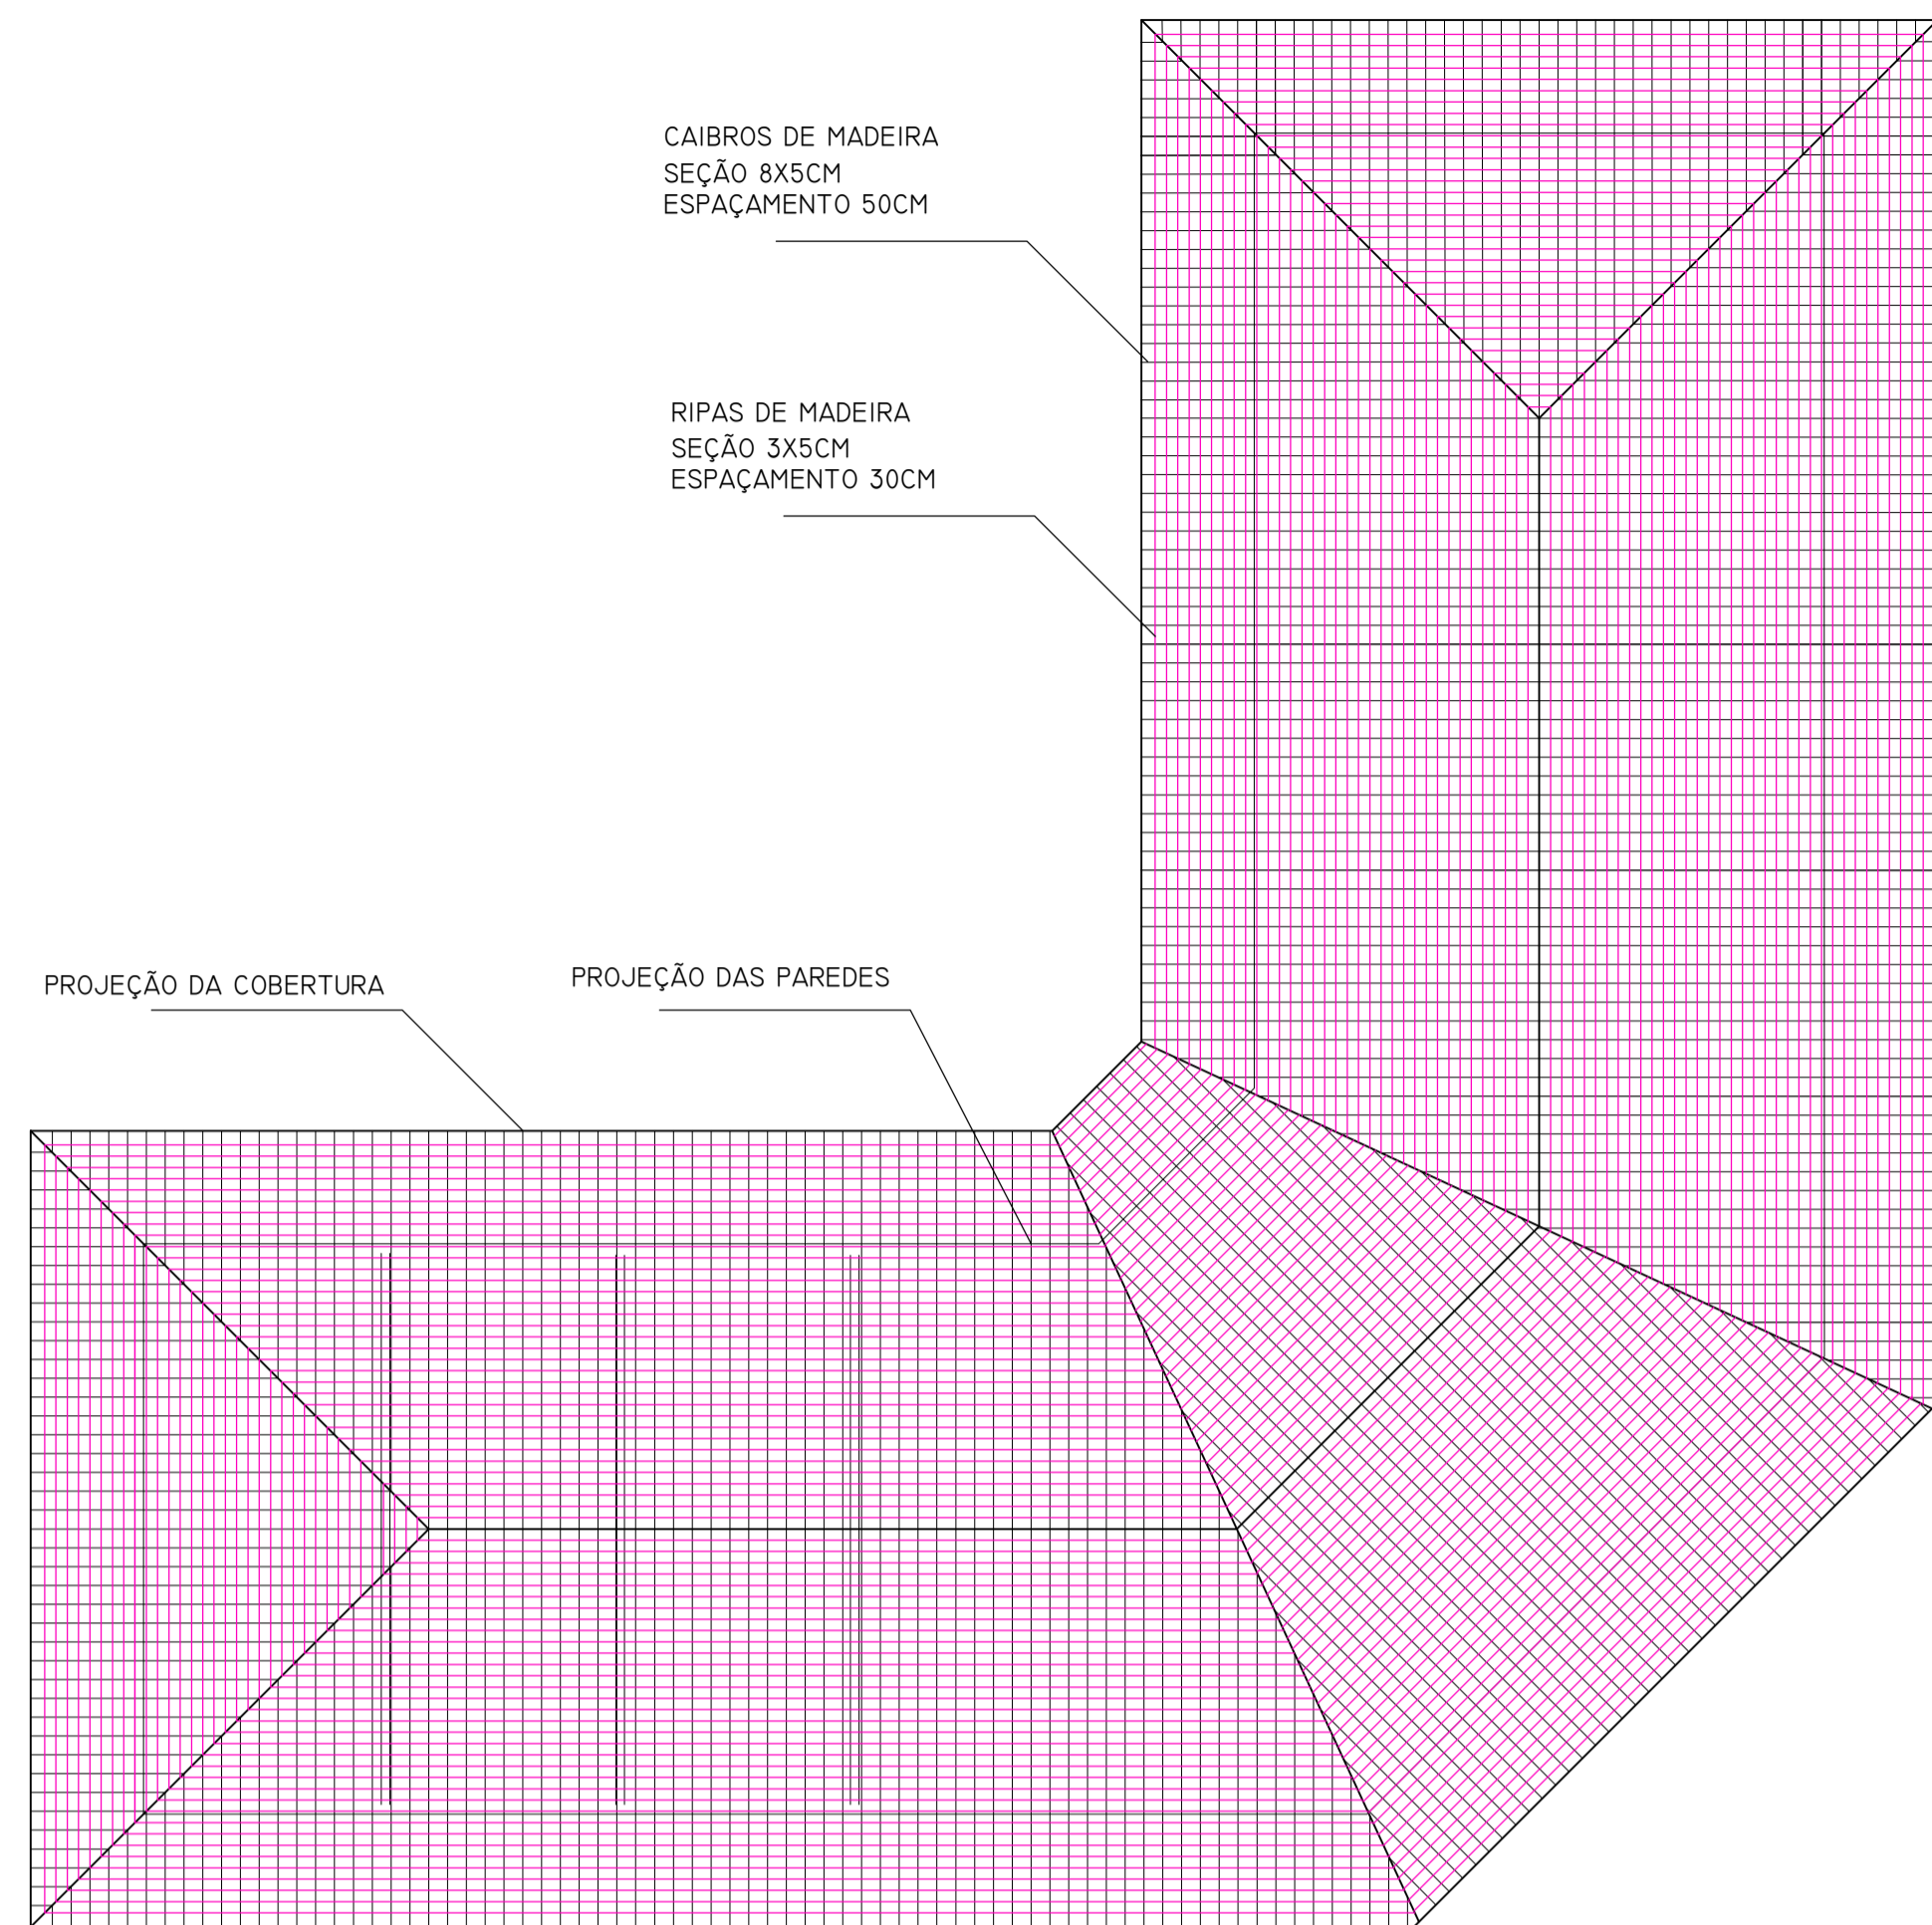 CAIBROS DE MADEIRA
SEÇÃO 8X5CM
ESPAÇAMENTO 50CM
RIPAS DE MADEIRA
SEÇÃO 3X5CM
ESPAÇAMENTO 30CM
PROJEÇÃO DA COBERTURA
PROJEÇÃO DAS PAREDES